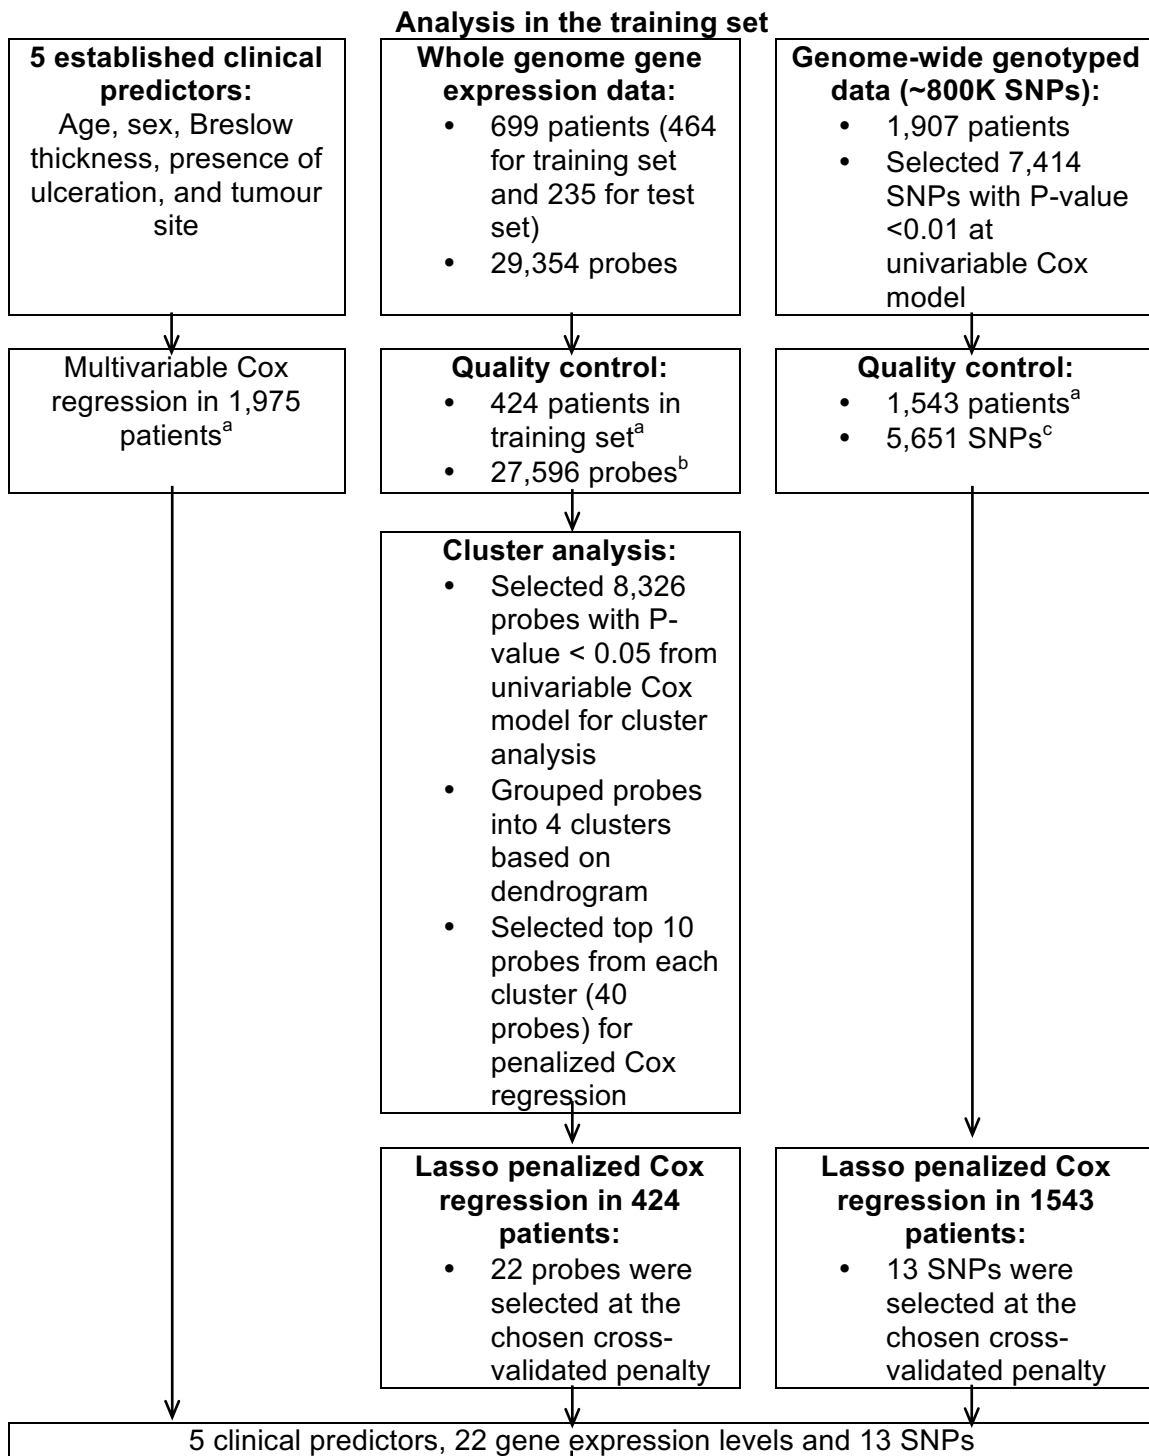 Analysis in the training set
5 established clinical
predictors:
Age, sex, Breslow
thickness, presence of
ulceration, and tumour
site
Whole genome gene
expression data:
• 699 patients (464
for training set
and 235 for test
set)
• 29,354 probes
Genome-wide genotyped
data (~800K SNPs):
• 1,907 patients
• Selected 7,414
SNPs with P-value
<0.01 at
univariable Cox
model
Multivariable Cox
regression in 1,975
patientsᵃ
Quality control:
• 424 patients in
training setᵃ
• 27,596 probesᵇ
Quality control:
• 1,543 patientsᵃ
• 5,651 SNPsᶜ
Cluster analysis:
• Selected 8,326
probes with P-
value < 0.05 from
univariable Cox
model for cluster
analysis
• Grouped probes
into 4 clusters
based on
dendrogram
• Selected top 10
probes from each
cluster (40
probes) for
penalized Cox
regression
Lasso penalized Cox
regression in 424
patients:
• 22 probes were
selected at the
chosen cross-
validated penalty
Lasso penalized Cox
regression in 1543
patients:
• 13 SNPs were
selected at the
chosen cross-
validated penalty
5 clinical predictors, 22 gene expression levels and 13 SNPs